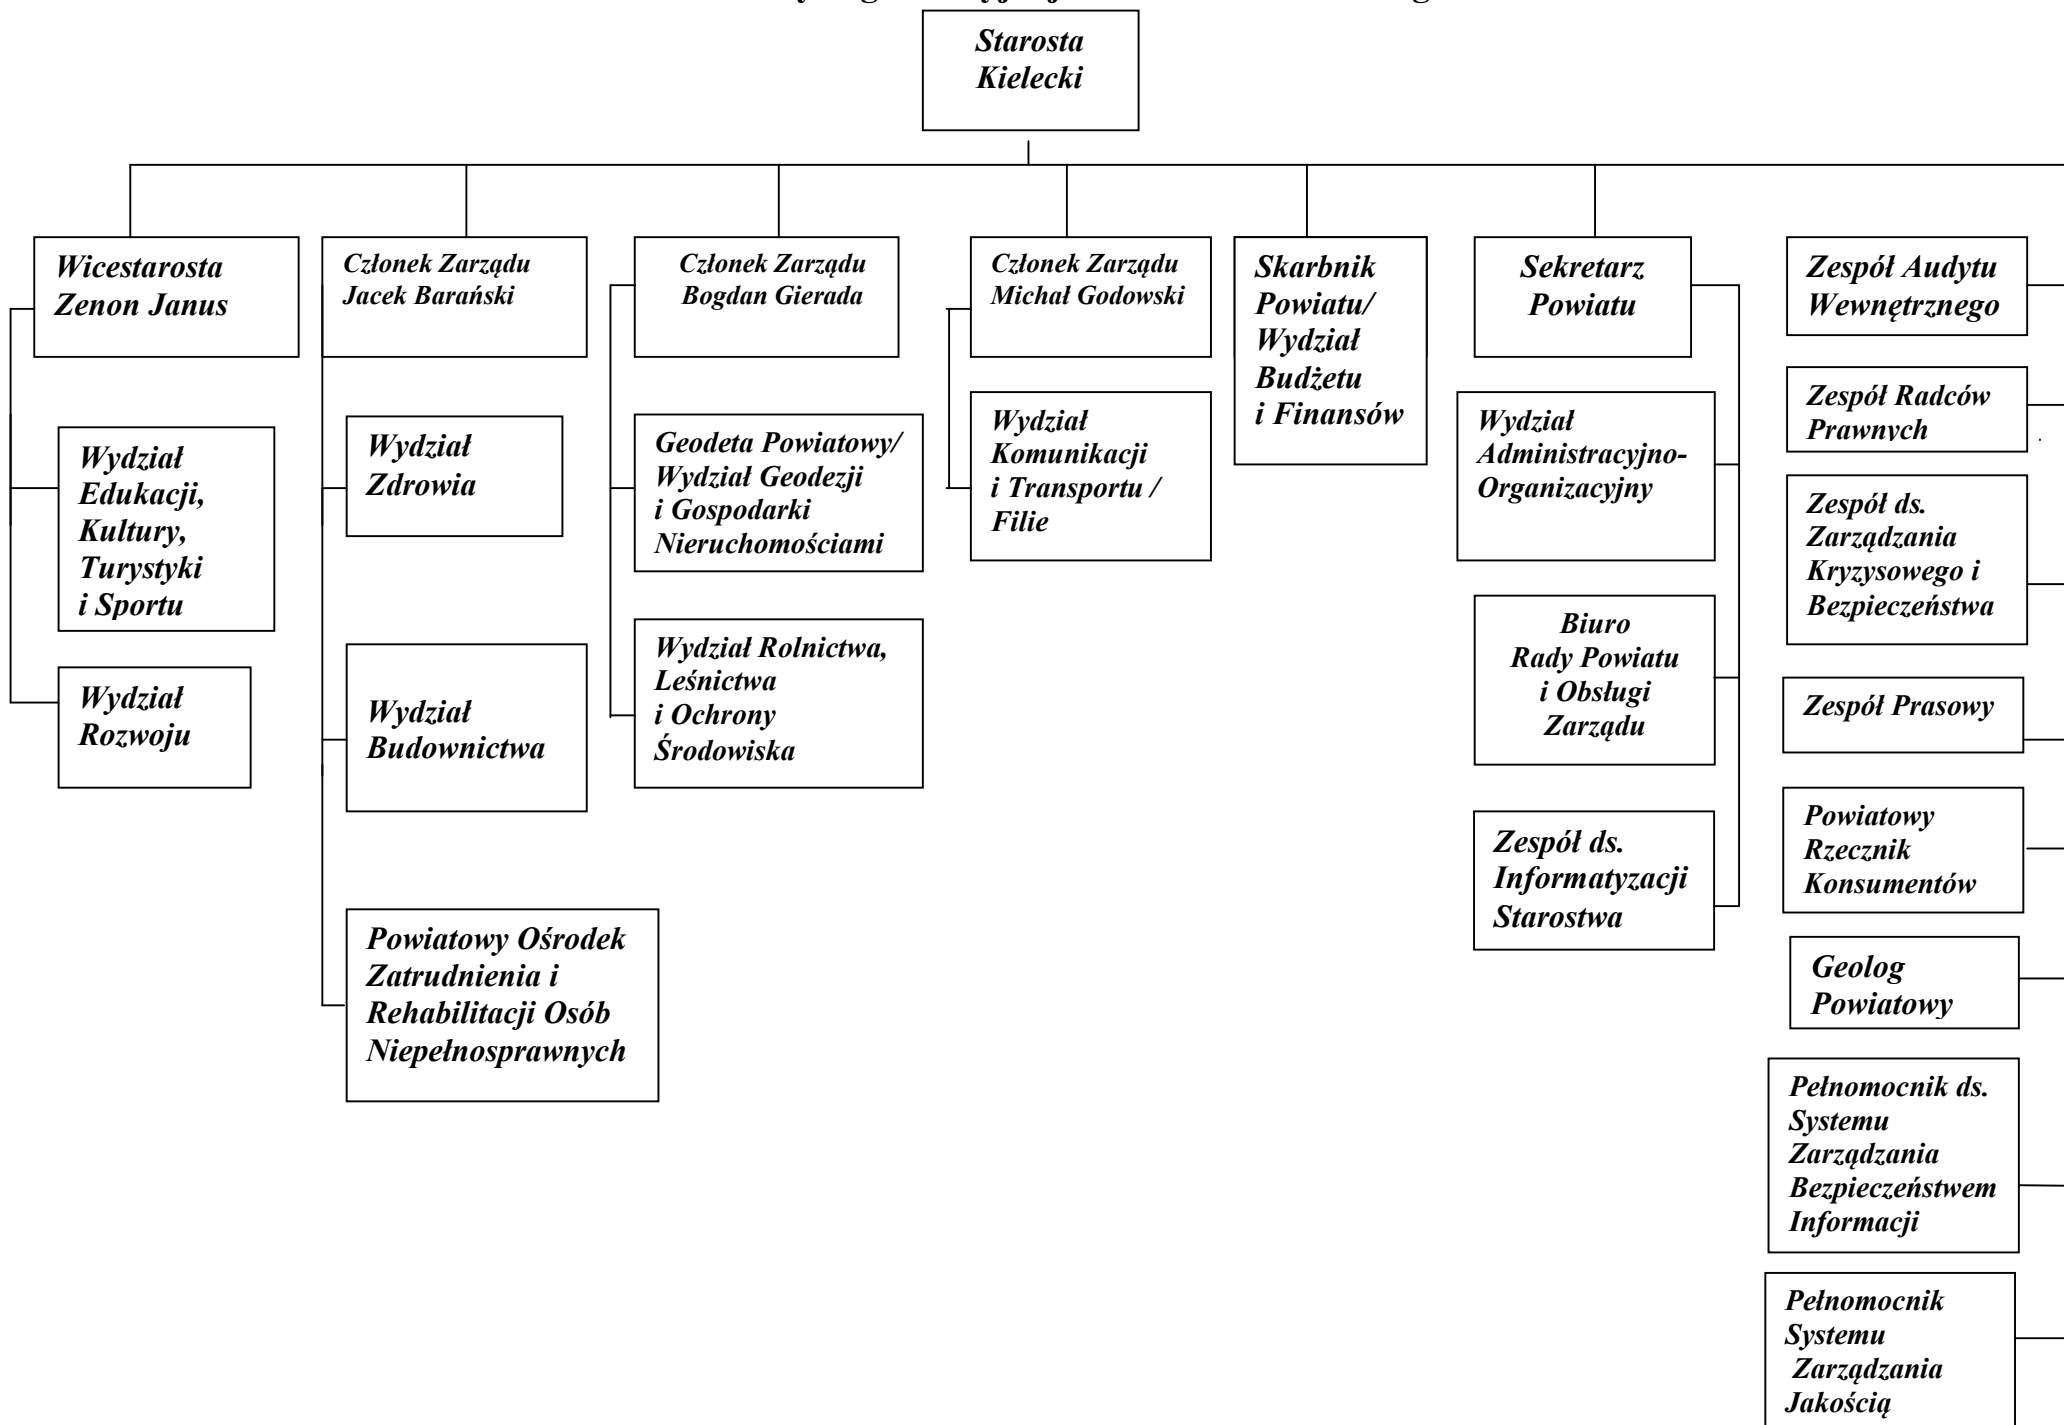 Starosta
Kielecki
Wicestarosta
Zenon Janus
Wydział
Edukacji,
Kultury,
Turystyki
i Sportu
Wydział
Rozwoju
Członek Zarządu
Jacek Barański
Wydział
Zdrowia
Wydział
Budownictwa
Powiatowy Ośrodek
Zatrudnienia i
Rehabilitacji Osób
Niepełnosprawnych
Członek Zarządu
Bogdan Gierada
Geodeta Powiatowy/
Wydział Geodezji
i Gospodarki
Nieruchomościami
Wydział Rolnictwa,
Leśnictwa
i Ochrony
Środowiska
Członek Zarządu
Michał Godowski
Wydział
Komunikacji
i Transportu /
Filie
Skarbnik
Powiatu/
Wydział
Budżetu
i Finansów
Sekretarz
Powiatu
Wydział
Administracyjno-
Organizacyjny
Biuro
Rady Powiatu
i Obsługi
Zarządu
Zespół ds.
Informatyzacji
Starostwa
Zespół Audytu
Wewnętrznego
Zespół Radców
Prawnych
Zespół ds.
Zarządzania
Kryzysowego i
Bezpieczeństwa
Zespół Prasowy
Powiatowy
Rzecznik
Konsumentów
Geolog
Powiatowy
Pełnomocnik ds.
Systemu
Zarządzania
Bezpieczeństwem
Informacji
Pełnomocnik
Systemu
Zarządzania
Jakością